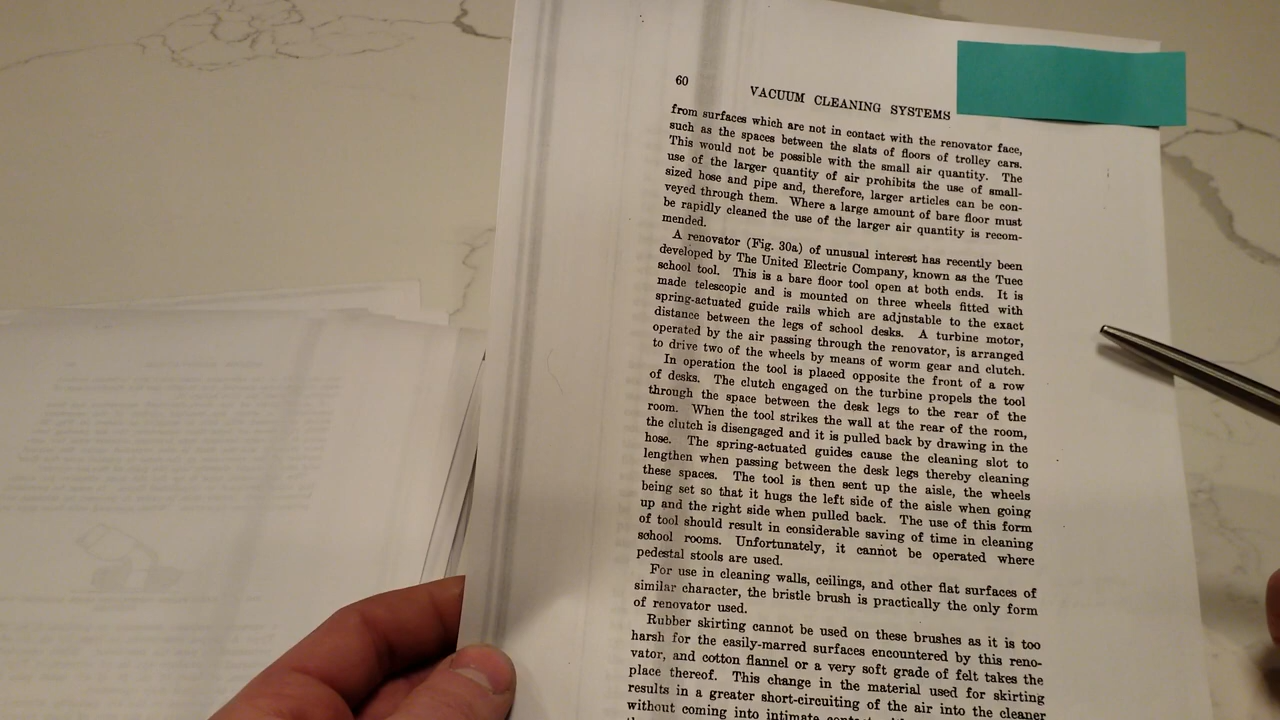 60
VACUUM CLEANING SYSTEMS
from surfaces which are not in contact with the renovator face,
such as the spaces between the slats of floors of trolley cars.
This would not be possible with the small air quantity. The
use of the larger quantity of air prohibits the use of small-
sized hose and pipe and, therefore, larger articles can be con-
veyed through them. Where a large amount of bare floor must
be rapidly cleaned the use of the larger air quantity is recom-
mended.
A renovator (Fig. 30a) of unusual interest has recently been
developed by The United Electric Company, known as the Tuec
school tool. This is a bare floor tool open at both ends. It is
made telescopic and is mounted on three wheels fitted with
spring-actuated guide rails which are adjustable to the exact
distance between the legs of school desks. A turbine motor,
operated by the air passing through the renovator, is arranged
to drive two of the wheels by means of worm gear and clutch.
In operation the tool is placed opposite the front of a row
of desks. The clutch engaged on the turbine propels the tool
through the space between the desk legs to the rear of the
room. When the tool strikes the wall at the rear of the room,
the clutch is disengaged and it is pulled back by drawing in the
hose. The spring-actuated guides cause the cleaning slot to
lengthen when passing between the desk legs thereby cleaning
these spaces. The tool is then sent up the aisle, the wheels
being set so that it hugs the left side of the aisle when going
up and the right side when pulled back. The use of this form
of tool should result in considerable saving of time in cleaning
school rooms. Unfortunately, it cannot be operated where
pedestal stools are used.
For use in cleaning walls, ceilings, and other flat surfaces of
similar character, the bristle brush is practically the only form
of renovator used.
Rubber skirting cannot be used on these brushes as it is too
harsh for the easily-marred surfaces encountered by this reno-
vator, and cotton flannel or a very soft grade of felt takes the
place thereof. This change in the material used for skirting
results in a greater short-circuiting of the air into the cleaner
without coming into intimate